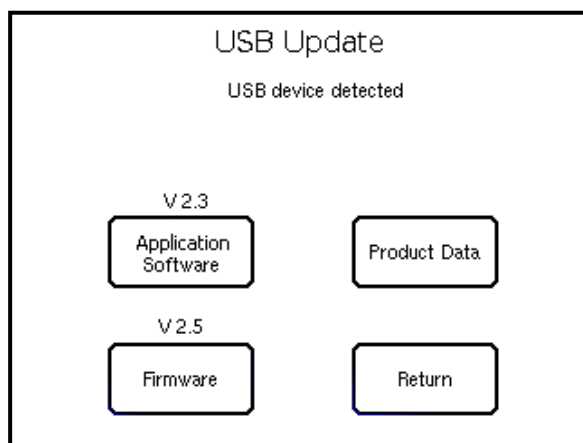 USB Update
USB device detected
V 2.3
Application
Software
Product Data
V 2.5
Firmware
Return